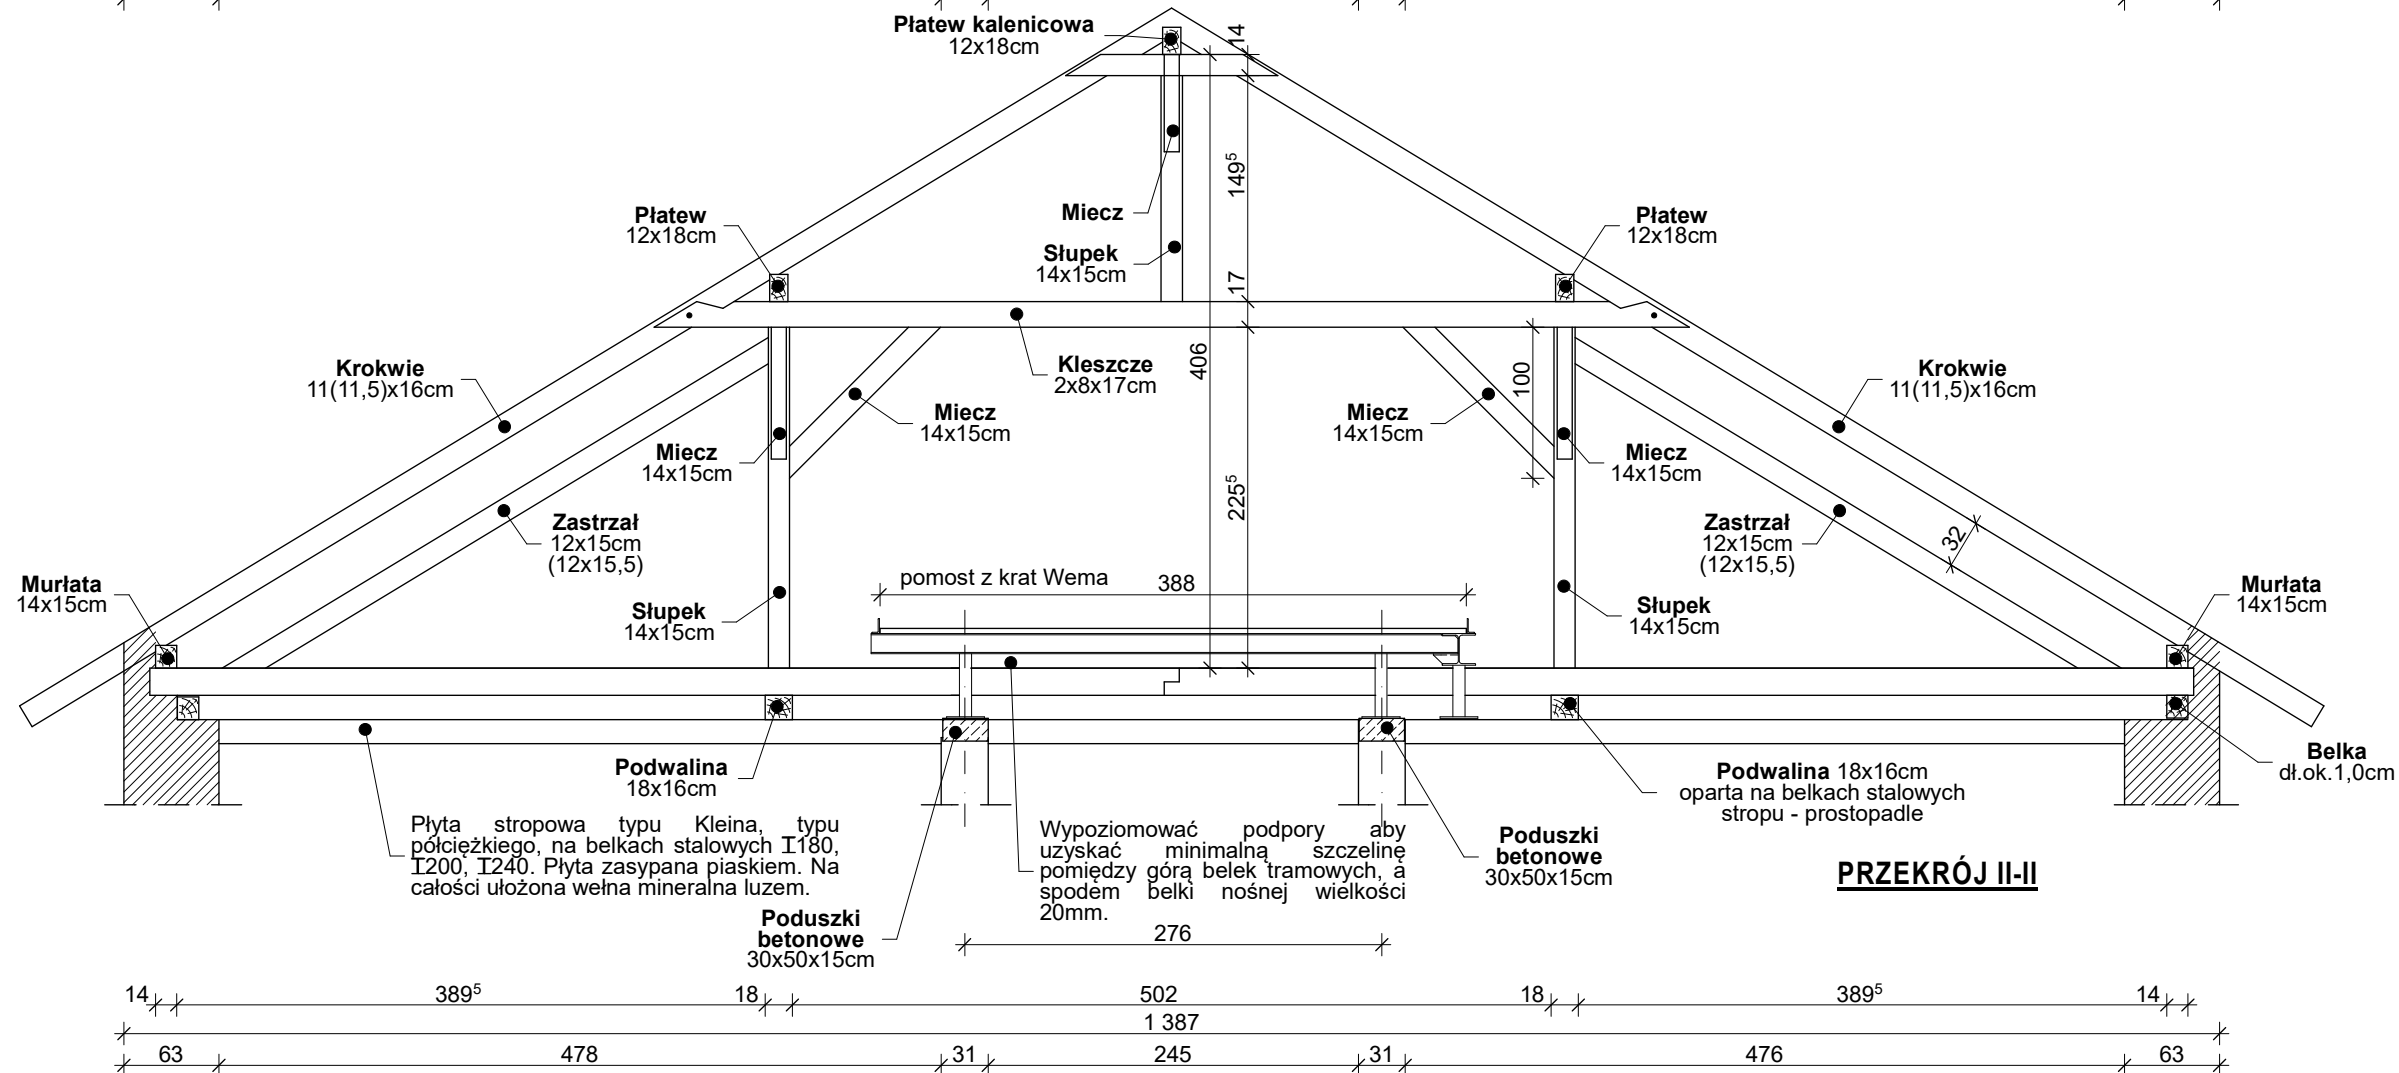 Płatew kalenicowa
12x18cm
14
149⁵
17
406
225⁵
Miecz
Słupek
14x15cm
Płatew
12x18cm
Płatew
12x18cm
Krokwie
11(11,5)x16cm
Kleszcze
2x8x17cm
100
Krokwie
11(11,5)x16cm
Miecz
14x15cm
Miecz
14x15cm
Miecz
14x15cm
Miecz
14x15cm
Zastrzał
12x15cm
(12x15,5)
Zastrzał
12x15cm
(12x15,5)
32
Murłata
14x15cm
pomost z krat Wema
388
Murłata
14x15cm
Słupek
14x15cm
Słupek
14x15cm
Podwalina
18x16cm
Podwalina 18x16cm
oparta na belkach stalowych
stropu - prostopadle
Belka
dł.ok.1,0cm
Płyta stropowa typu Kleina, typu
półciężkiego, na belkach stalowych I180,
I200, I240. Płyta zasypana piaskiem. Na
całości ułożona wełna mineralna luzem.
Wypoziomować podpory aby
uzyskać minimalną szczelinę
pomiędzy górą belek tramowych, a
spodem belki nośnej wielkości
20mm.
Poduszki
betonowe
30x50x15cm
PRZEKRÓJ II-II
Poduszki
betonowe
30x50x15cm
276
14 389⁵ 18 502 18 389⁵ 14
1 387
63 478 31 245 31 476 63